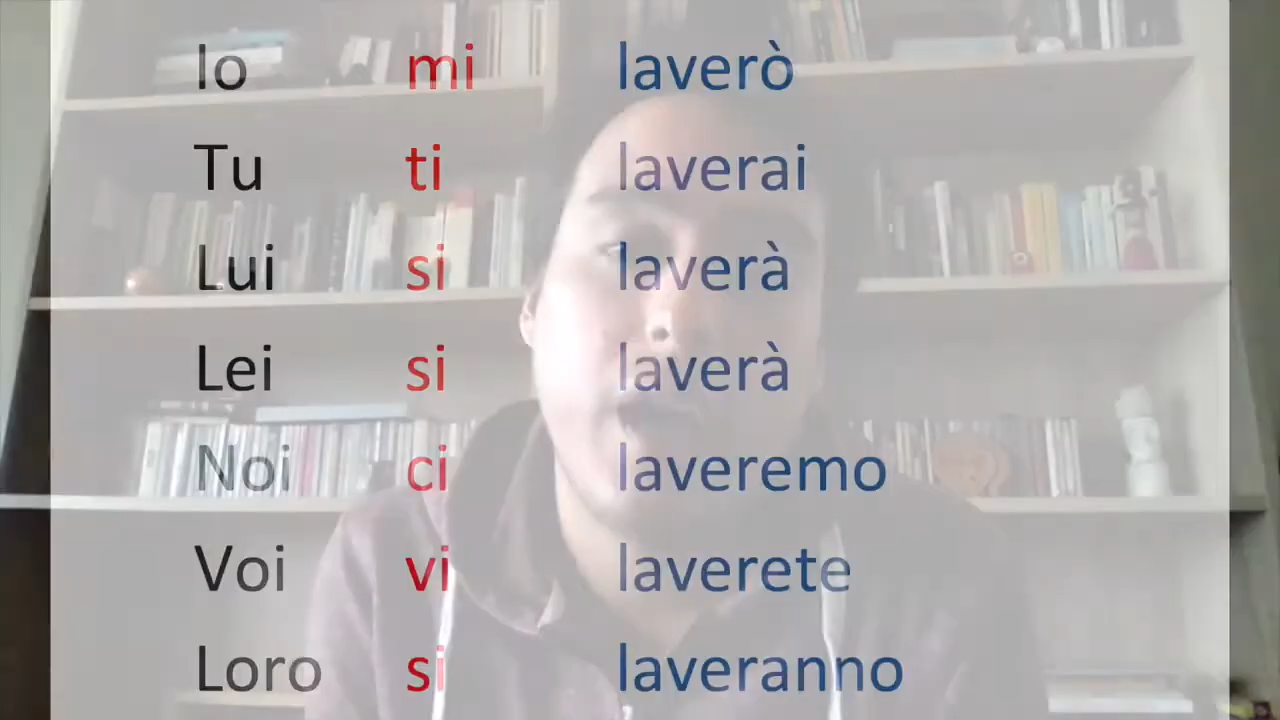 Io mi laverò
Tu ti laverai
Lui si laverà
Lei si laverà
Noi ci laveremo
Voi vi laverete
Loro si laveranno